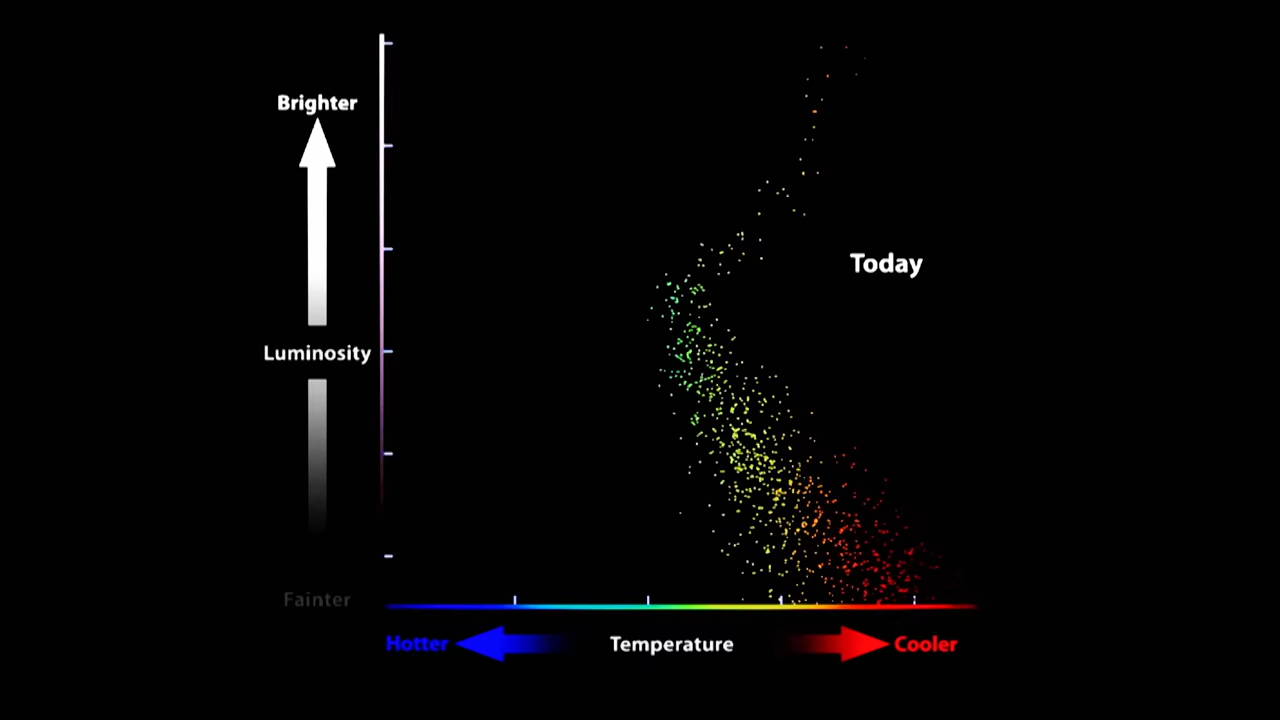 Brighter
Today
Luminosity
Fainter
Hotter
Temperature
Cooler